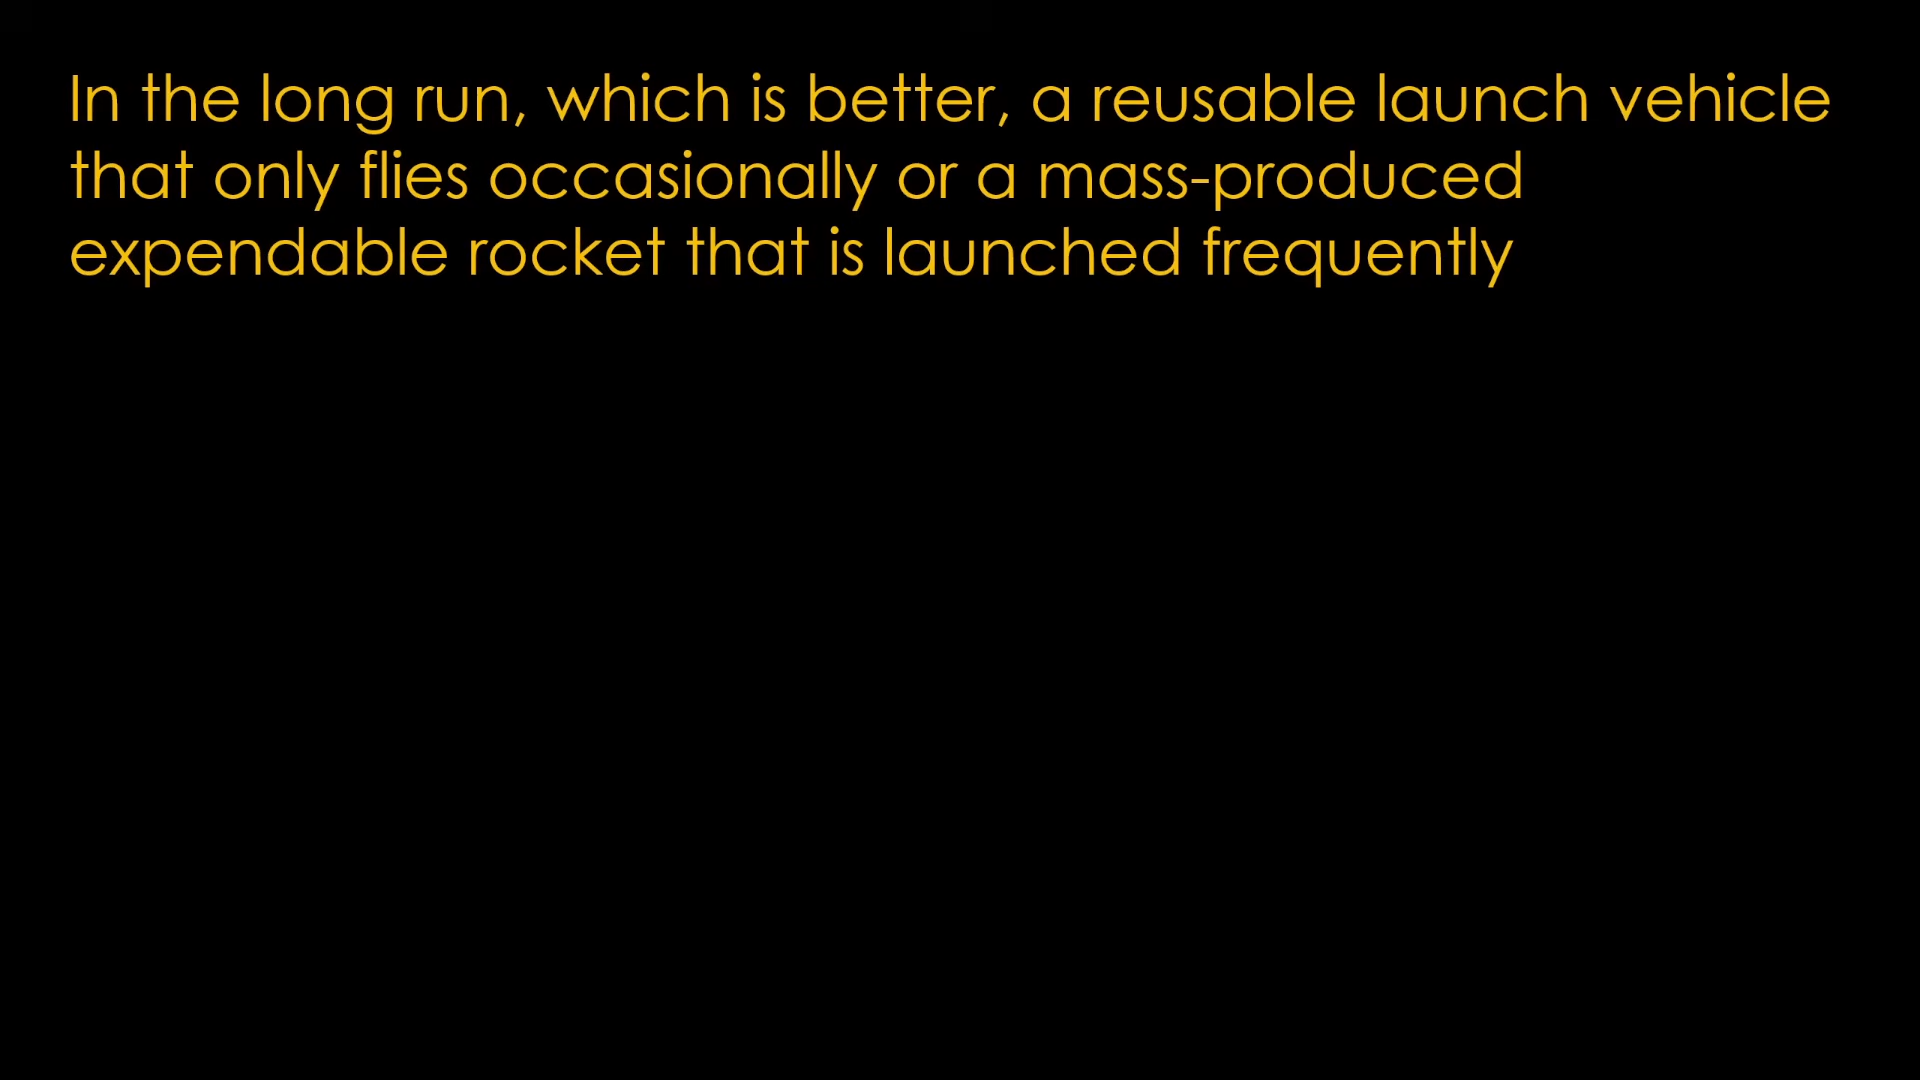 In the long run, which is better, a reusable launch vehicle
that only flies occasionally or a mass-produced
expendable rocket that is launched frequently